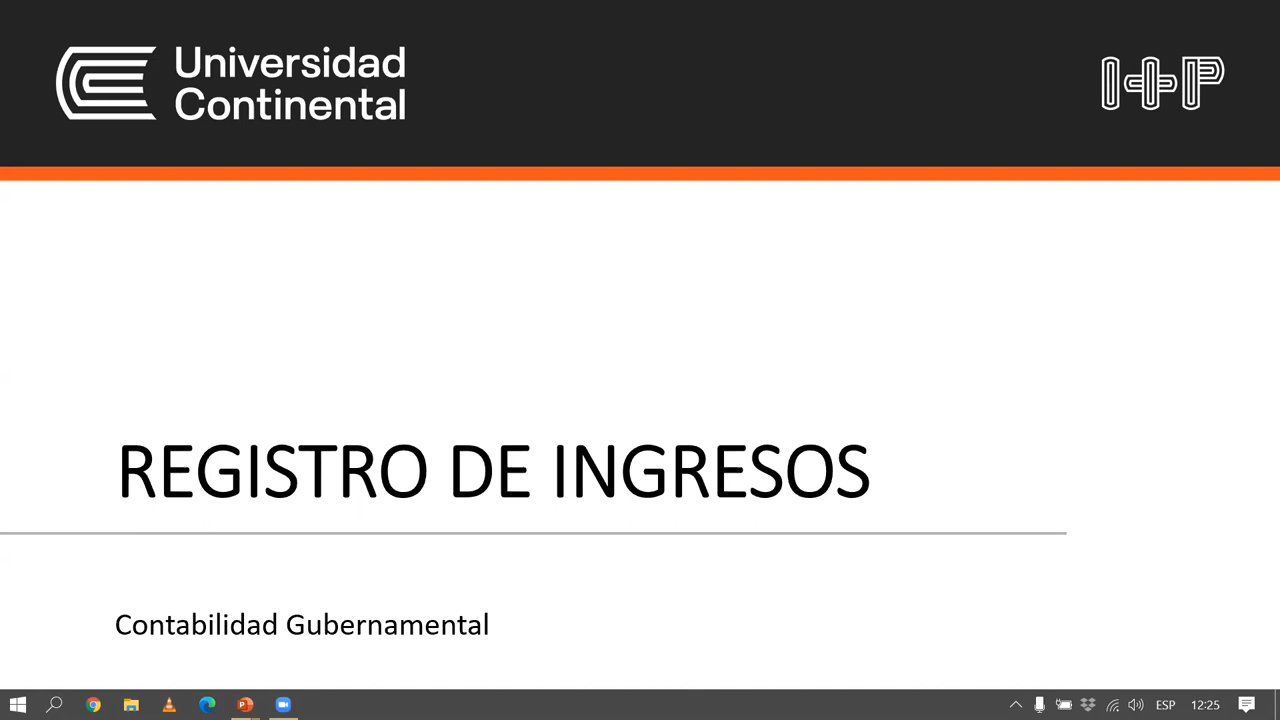 Universidad
Continental
I+P
REGISTRO DE INGRESOS
Contabilidad Gubernamental
ESP
12:25